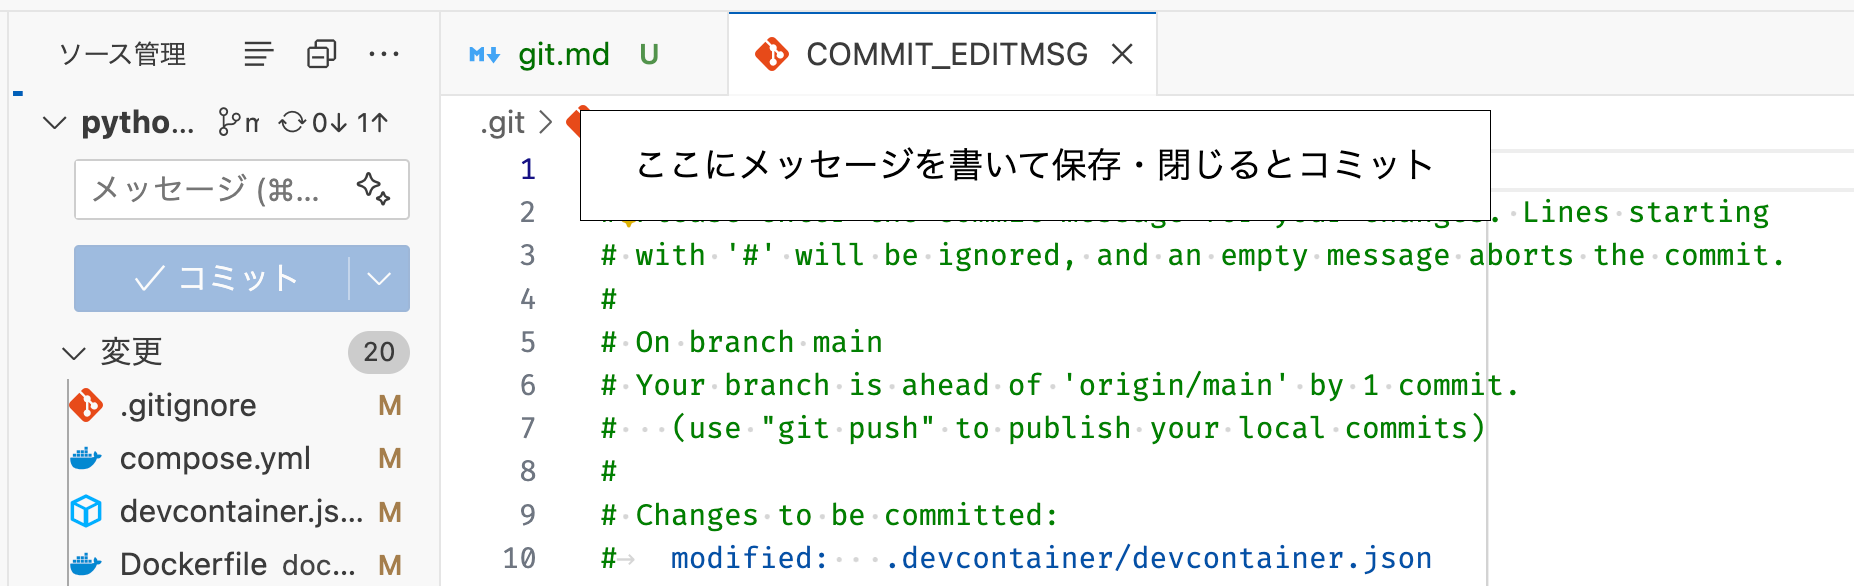 ソース管理
git.md U
COMMIT_EDITMSG
pytho... m 0↓ 1↑
メッセージ (⌘...
コミット
変更 20
.gitignore M
compose.yml M
devcontainer.js... M
Dockerfile doc... M
.git
ここにメッセージを書いて保存・閉じるとコミット
1
2 . Lines starting
3 # with '#' will be ignored, and an empty message aborts the commit.
4 #
5 # On branch main
6 # Your branch is ahead of 'origin/main' by 1 commit.
7 #   (use "git push" to publish your local commits)
8 #
9 # Changes to be committed:
10 #→ modified:   .devcontainer/devcontainer.json